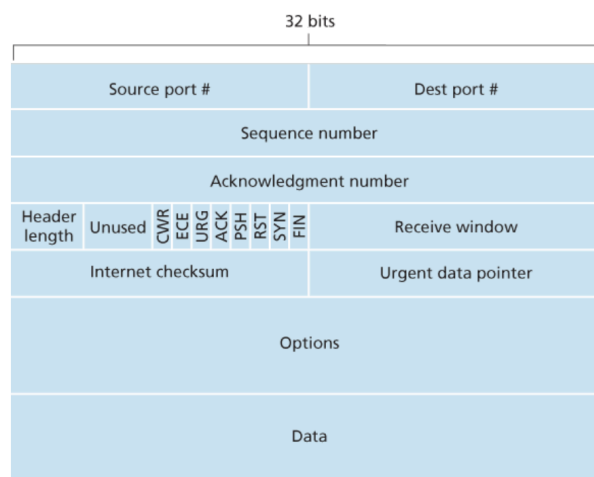 32 bits
Source port #
Dest port #
Sequence number
Acknowledgment number
Header
length
Unused
CWR
ECE
URG
ACK
PSH
RST
SYN
FIN
Receive window
Internet checksum
Urgent data pointer
Options
Data